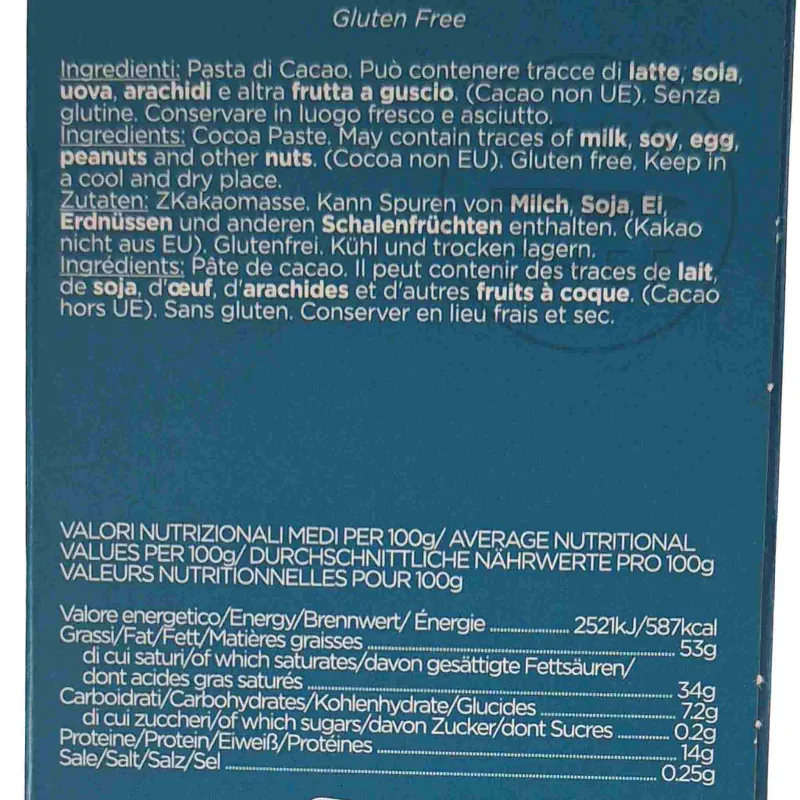 Gluten Free
Ingredienti: Pasta di Cacao. Può contenere tracce di latte, soia,
uova, arachidi e altra frutta a guscio. (Cacao non UE). Senza
glutine. Conservare in luogo fresco e asciutto.
Ingredients: Cocoa Paste. May contain traces of milk, soy, egg,
peanuts and other nuts. (Cocoa non EU). Gluten free. Keep in
a cool and dry place.
Zutaten: ZKakaomasse. Kann Spuren von Milch, Soja, Ei,
Erdnüssen und anderen Schalenfrüchten enthalten. (Kakao
nicht aus EU). Glutenfrei. Kühl und trocken lagern.
Ingrédients: Pâte de cacao. Il peut contenir des traces de lait,
de soja, d'œuf, d'arachides et d'autres fruits à coque. (Cacao
hors UE). Sans gluten. Conserver en lieu frais et sec.
VALORI NUTRIZIONALI MEDI PER 100g/ AVERAGE NUTRITIONAL
VALUES PER 100g/ DURCHSCHNITTLICHE NÄHRWERTE PRO 100g
VALEURS NUTRITIONNELLES POUR 100g
Valore energetico/Energy/Brennwert/ Énergie ........... 2521kJ/587kcal
Grassi/Fat/Fett/Matières graisses ........... 53g
di cui saturi/of which saturates/davon gesättigte Fettsäuren/
dont acides gras saturés ........... 34g
Carboidrati/Carbohydrates/Kohlenhydrate/Glucides ........... 7.2g
di cui zuccheri/of which sugars/davon Zucker/dont Sucres ........... 0.2g
Proteine/Protein/Eiweiß/Protéines ........... 14g
Sale/Salt/Salz/Sel ........... 0.25g